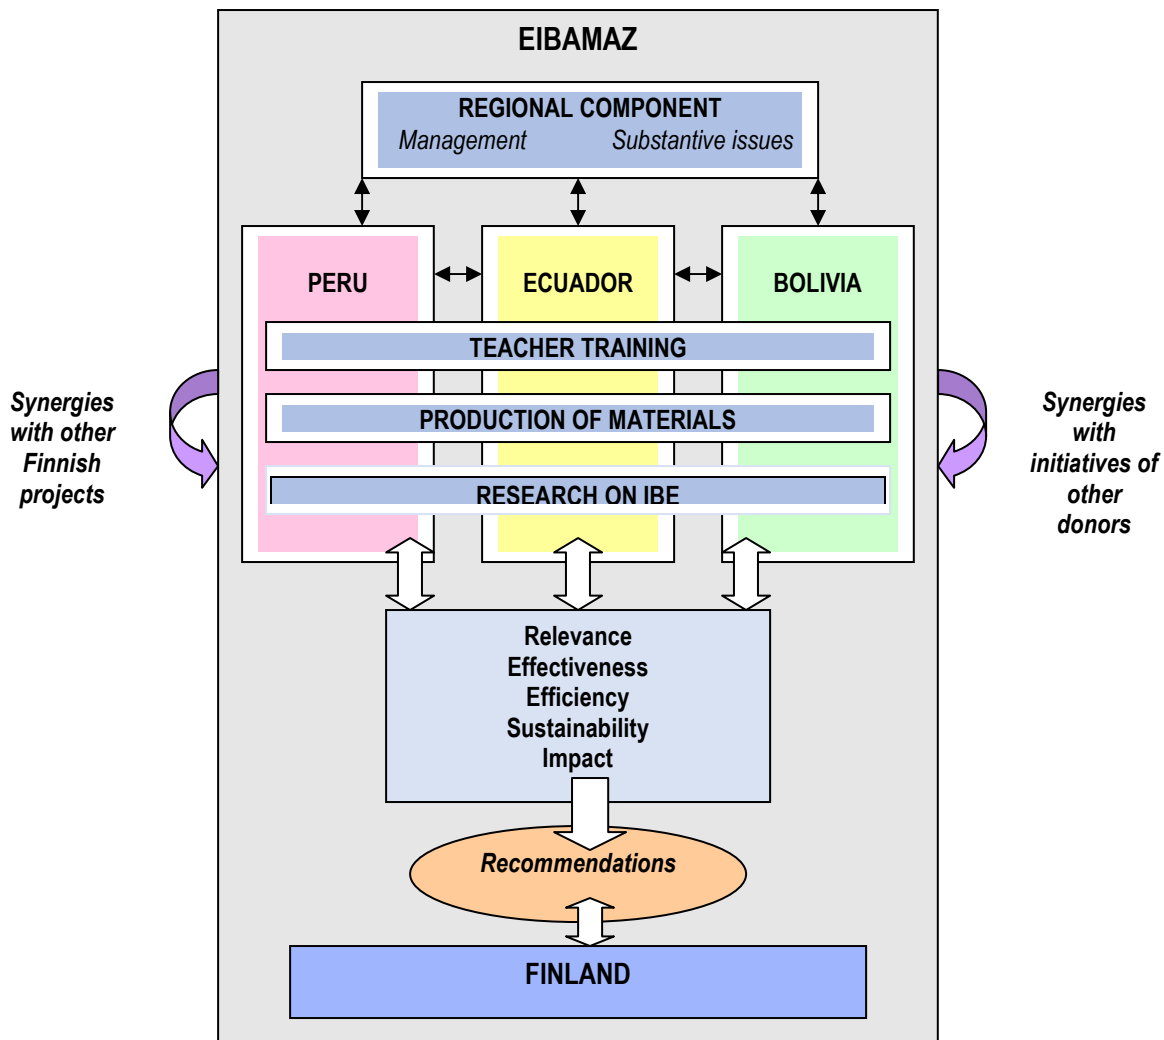 EIBAMAZ
REGIONAL COMPONENT
Management Substantive issues
PERU ECUADOR BOLIVIA
TEACHER TRAINING
PRODUCTION OF MATERIALS
RESEARCH ON IBE
Synergies
with other
Finnish
projects
Synergies
with
initiatives of
other
donors
Relevance
Effectiveness
Efficiency
Sustainability
Impact
Recommendations
FINLAND